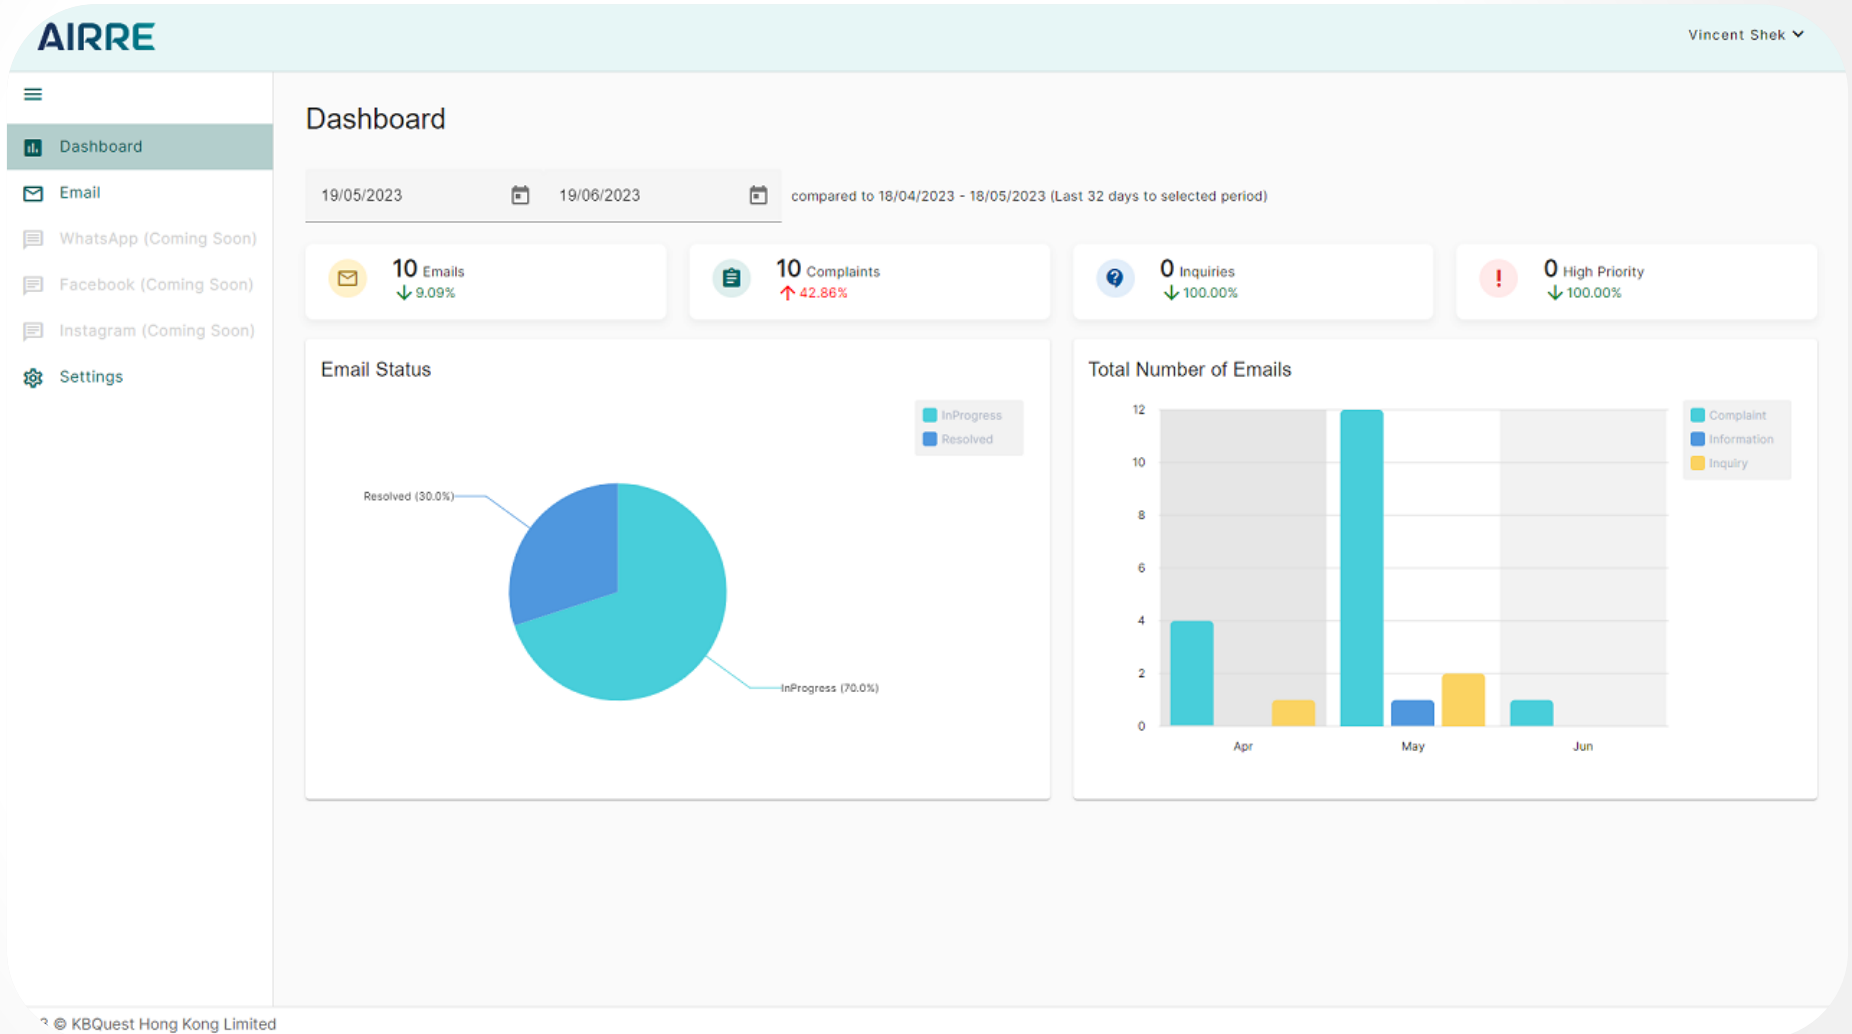 AIRRE
Vincent Shek
Dashboard
Email
WhatsApp (Coming Soon)
Facebook (Coming Soon)
Instagram (Coming Soon)
Settings
Dashboard
19/05/2023 19/06/2023 compared to 18/04/2023 - 18/05/2023 (Last 32 days to selected period)
10 Emails
9.09%
10 Complaints
42.86%
0 Inquiries
100.00%
0 High Priority
100.00%
Email Status
InProgress
Resolved
Resolved (30.0%)
InProgress (70.0%)
Total Number of Emails
12
10
8
6
4
2
0
Apr May Jun
Complaint
Information
Inquiry
© KBQuest Hong Kong Limited